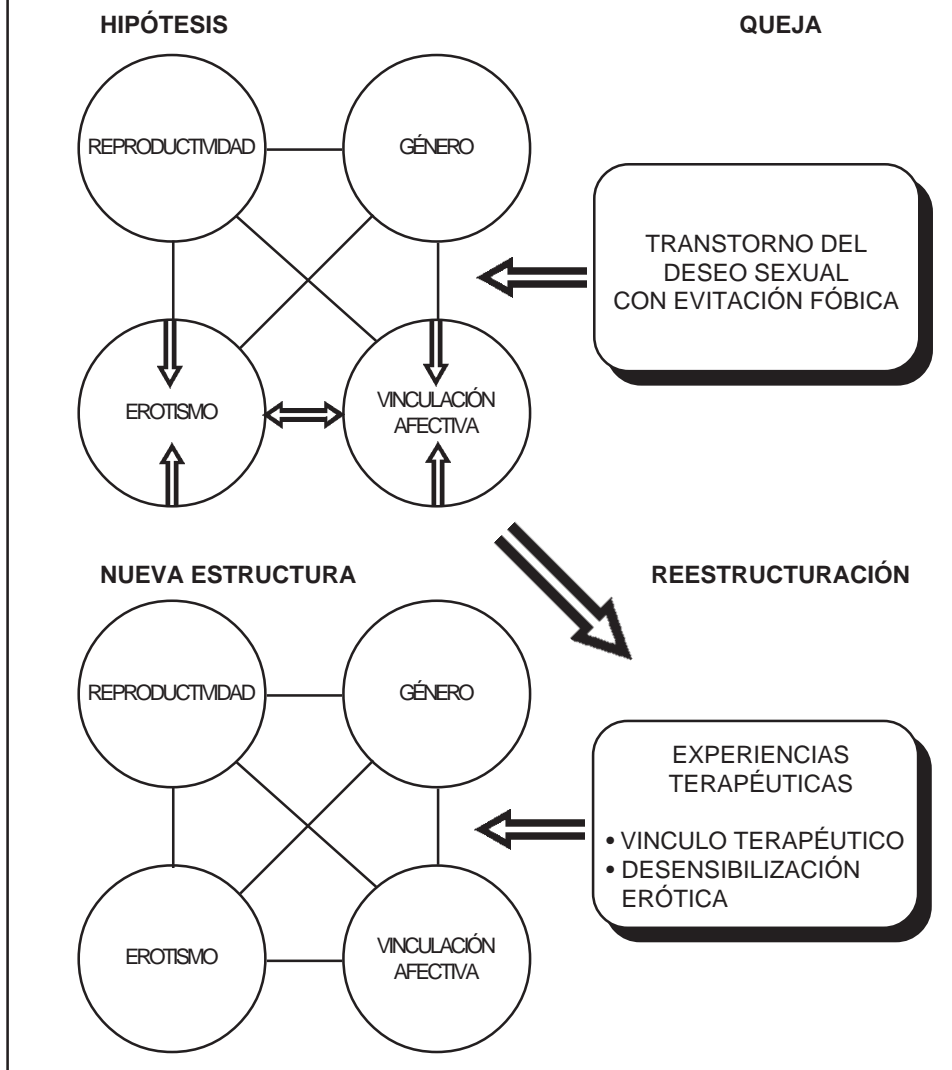 HIPÓTESIS
QUEJA
REPRODUCTIVIDAD
GÉNERO
TRANSTORNO DEL
DESEO SEXUAL
CON EVITACIÓN FÓBICA
EROTISMO
VINCULACIÓN
AFECTIVA
NUEVA ESTRUCTURA
REESTRUCTURACIÓN
REPRODUCTIVIDAD
GÉNERO
EXPERIENCIAS
TERAPÉUTICAS
• VINCULO TERAPÉUTICO
• DESENSIBILIZACIÓN
ERÓTICA
EROTISMO
VINCULACIÓN
AFECTIVA